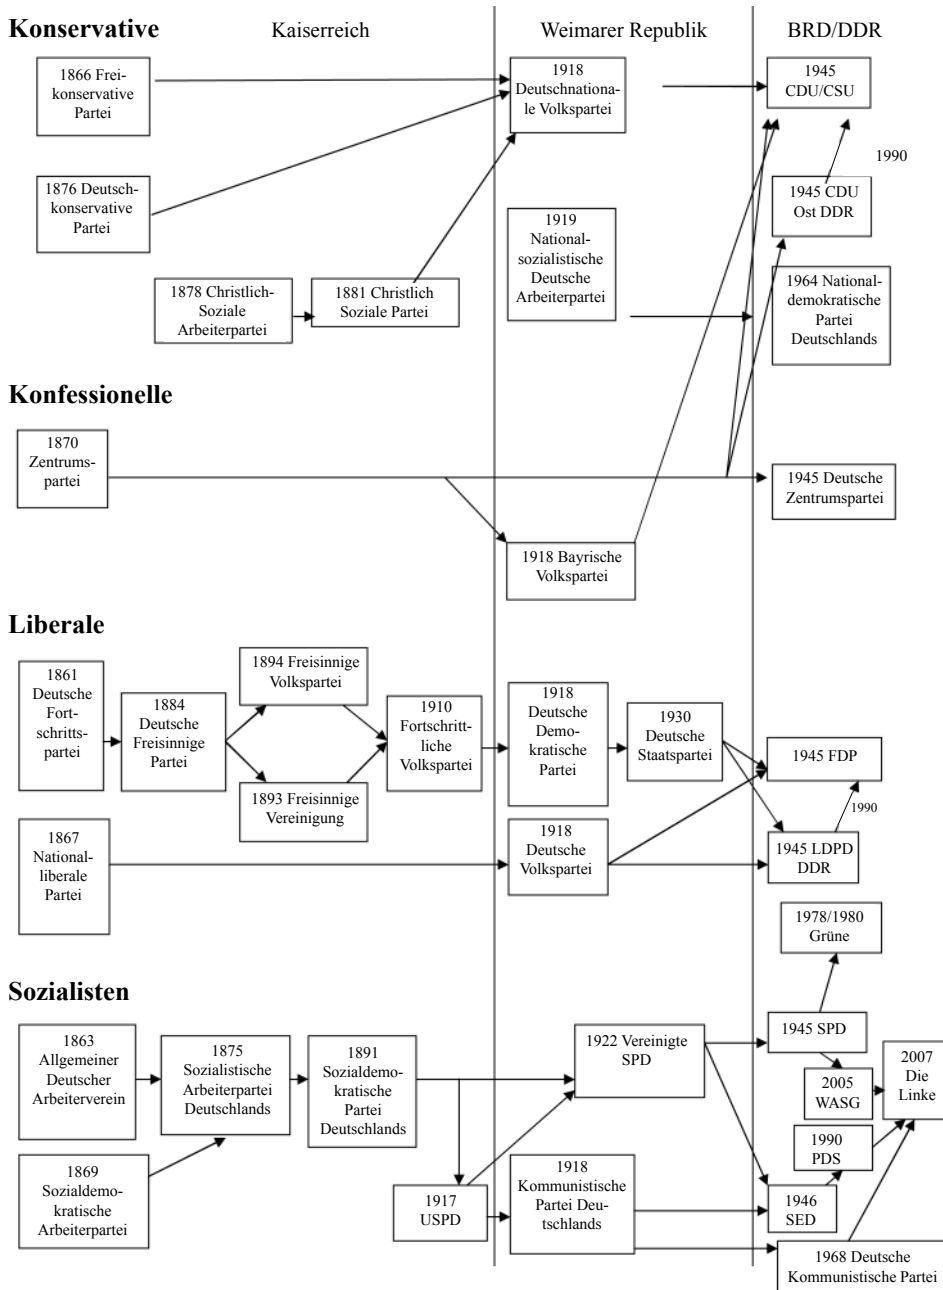 Konservative
Kaiserreich
Weimarer Republik
BRD/DDR
1866 Frei-
konservative
Partei
1918
Deutschnationa-
le Volkspartei
1945
CDU/CSU
1990
1876 Deutsch-
konservative
Partei
1945 CDU
Ost DDR
1919
National-
sozialistische
Deutsche
Arbeiterpartei
1878 Christlich-
Soziale
Arbeiterpartei
1881 Christlich
Soziale Partei
1964 National-
demokratische
Partei
Deutschlands
Konfessionelle
1870
Zentrums-
partei
1945 Deutsche
Zentrumspartei
1918 Bayrische
Volkspartei
Liberale
1861
Deutsche
Fort-
schritts-
partei
1884
Deutsche
Freisinnige
Partei
1894 Freisinnige
Volkspartei
1893 Freisinnige
Vereinigung
1910
Fortschritt-
liche
Volkspartei
1918
Deutsche
Demo-
kratische
Partei
1930
Deutsche
Staatspartei
1945 FDP
1990
1867
National-
liberale
Partei
1918
Deutsche
Volkspartei
1945 LDPD
DDR
1978/1980
Grüne
Sozialisten
1863
Allgemeiner
Deutscher
Arbeiterverein
1875
Sozialistische
Arbeiterpartei
Deutschlands
1891
Sozialdemo-
kratische
Partei
Deutschlands
1922 Vereinigte
SPD
1945 SPD
2005
WASG
2007
Die
Linke
1990
PDS
1869
Sozialdemo-
kratische
Arbeiterpartei
1917
USPD
1918
Kommunistische
Partei Deu-
tschlands
1946
SED
1968 Deutsche
Kommunistische Partei